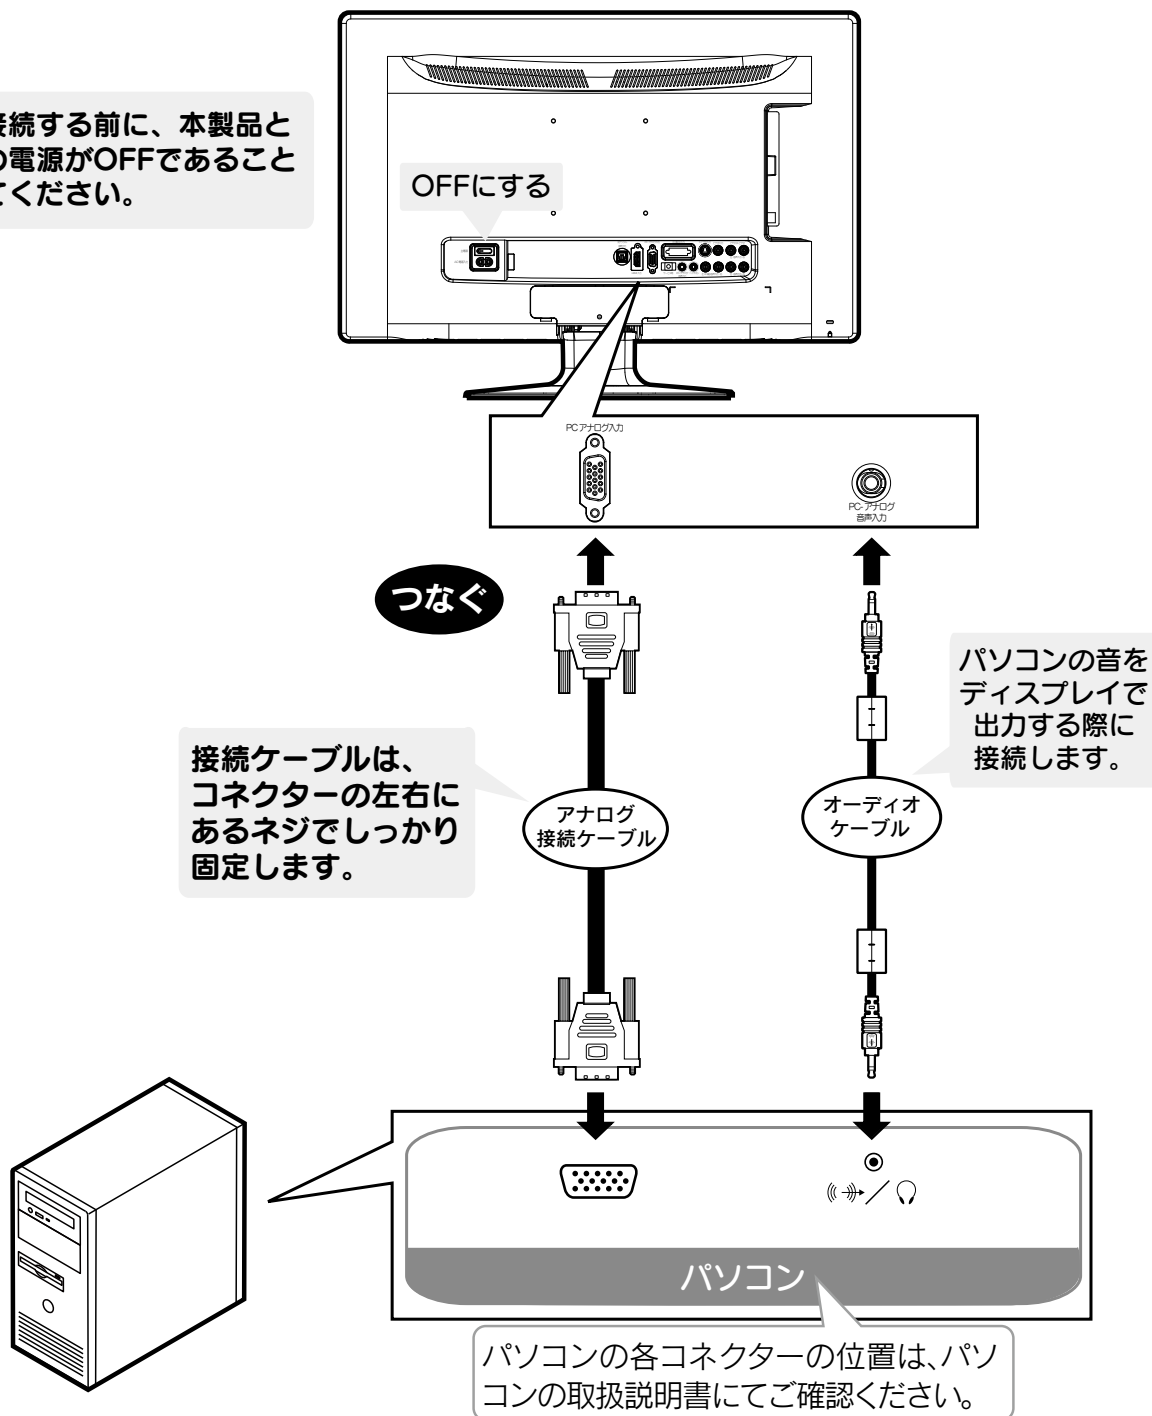 接続する前に、本製品と
の電源がOFFであること
てください。
OFFにする
PCアナログ入力
PC-アナログ
音声入力
つなぐ
パソコンの音を
ディスプレイで
出力する際に
接続します。
接続ケーブルは、
コネクターの左右に
あるネジでしっかり
固定します。
アナログ
接続ケーブル
オーディオ
ケーブル
パソコン
パソコンの各コネクターの位置は、パソ
コンの取扱説明書にてご確認ください。